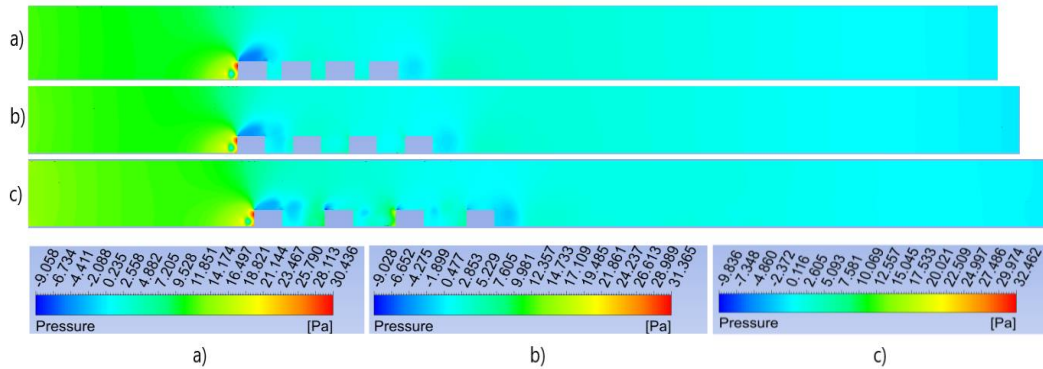 a)
b)
c)
-9.058 -6.734 -4.411 -2.088 0.235 2.558 4.882 7.205 9.528 11.851 14.174 16.497 18.821 21.144 23.467 25.790 28.113 30.436
Pressure [Pa]
-9.028 -6.652 -4.275 -1.899 0.477 2.853 5.229 7.605 9.981 12.357 14.733 17.109 19.485 21.861 24.237 26.613 28.989 31.365
Pressure [Pa]
-9.836 -7.348 -4.860 -2.372 0.116 2.605 5.093 7.581 10.069 12.557 15.045 17.533 20.021 22.509 24.997 27.486 29.974 32.462
Pressure [Pa]
a) b) c)